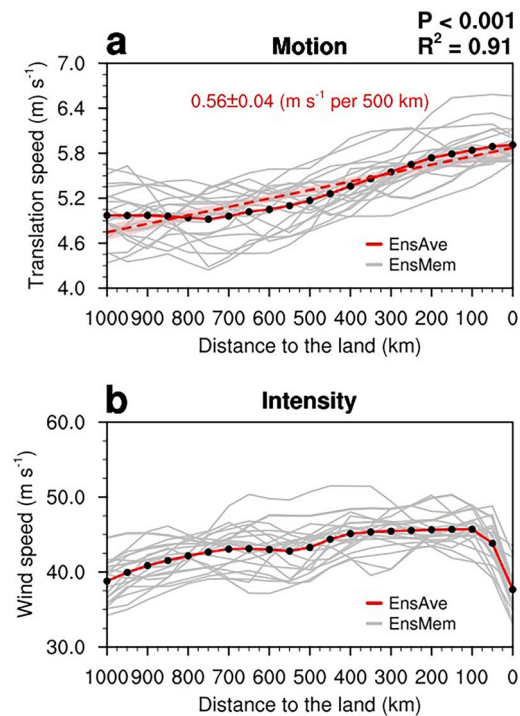 a
Motion
P < 0.001
R² = 0.91
7.0
6.4
5.8
5.2
4.6
4.0
Translation speed (m) s⁻¹)
0.56±0.04 (m s⁻¹ per 500 km)
EnsAve
EnsMem
1000 900 800 700 600 500 400 300 200 100 0
Distance to the land (km)
b
Intensity
60.0
50.0
40.0
30.0
Wind speed (m s⁻¹)
EnsAve
EnsMem
1000 900 800 700 600 500 400 300 200 100 0
Distance to the land (km)